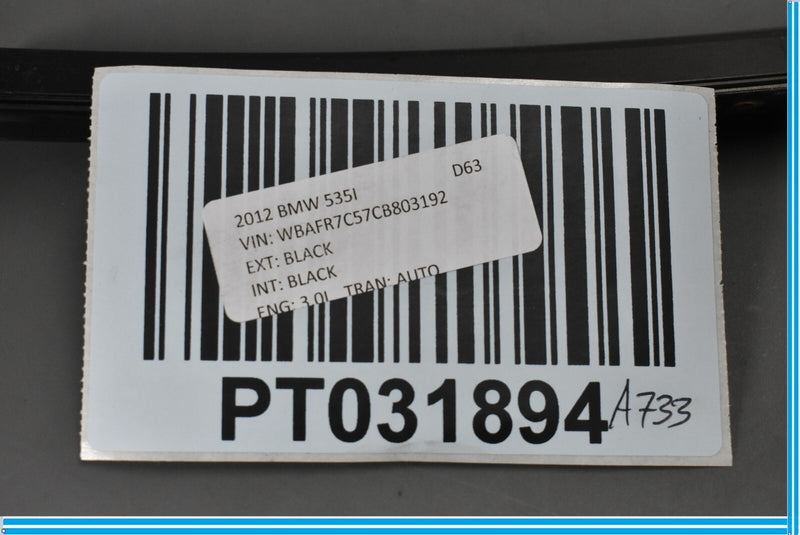 2012 BMW 535I D63
VIN: WBAFR7C57CB803192
EXT: BLACK
INT: BLACK
ENG: 3.0L TRAN: AUTO
PT031894 A733